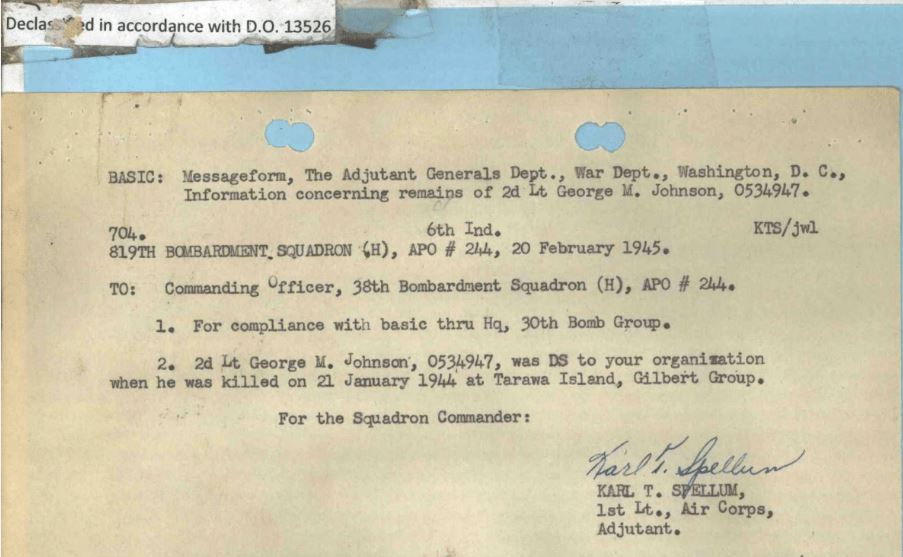 Declassified in accordance with D.O. 13526
BASIC: Messageform, The Adjutant Generals Dept., War Dept., Washington, D. C.,
Information concerning remains of 2d Lt George M. Johnson, O534947.
704. 6th Ind. KTS/jwl
819TH BOMBARDMENT SQUADRON (H), APO # 244, 20 February 1945.
TO: Commanding Officer, 38th Bombardment Squadron (H), APO # 244.
1. For compliance with basic thru Hq, 30th Bomb Group.
2. 2d Lt George M. Johnson, O534947, was DS to your organization
when he was killed on 21 January 1944 at Tarawa Island, Gilbert Group.
For the Squadron Commander:
Karl T. Spellum
KARL T. SPELLUM,
1st Lt., Air Corps,
Adjutant.